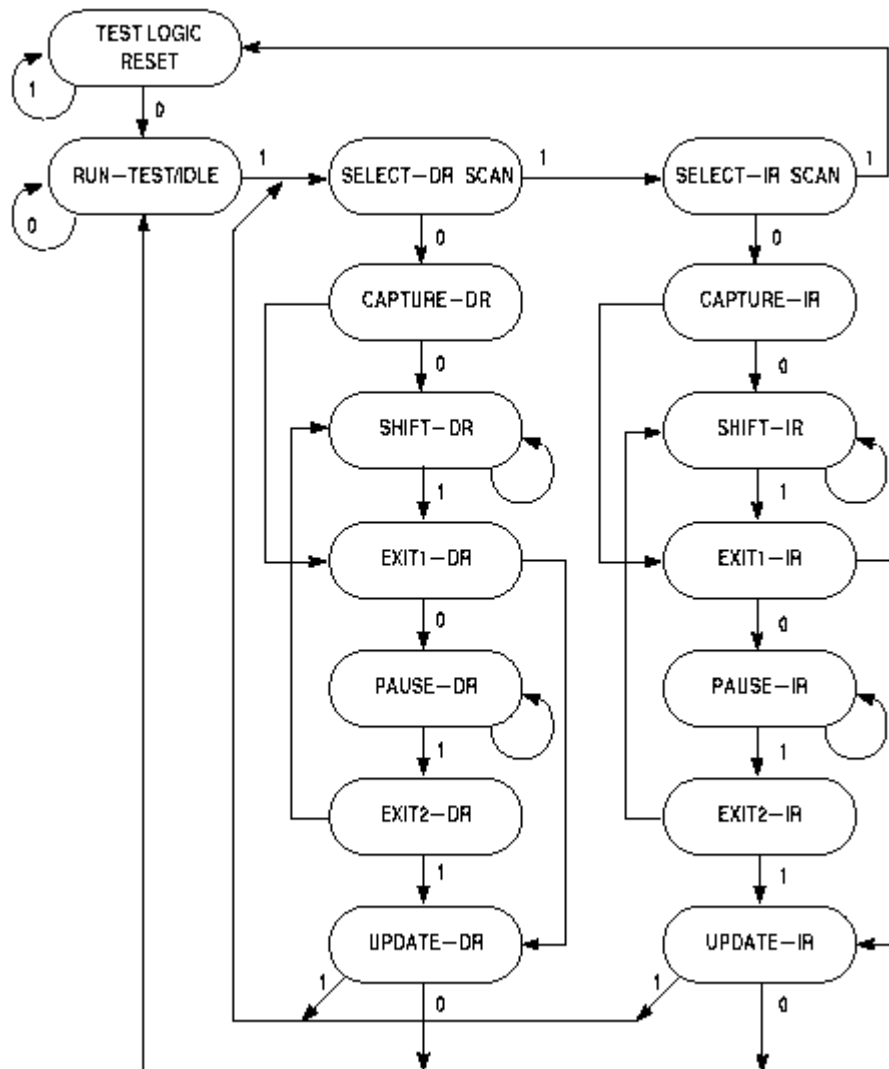 TEST LOGIC
RESET
1
0
RUN-TEST/IDLE
1
SELECT-DR SCAN
1
SELECT-IR SCAN
1
0
0
0
CAPTURE-DR
CAPTURE-IR
0
0
SHIFT-DR
SHIFT-IR
1
1
EXIT1-DR
EXIT1-IR
0
0
PAUSE-DR
PAUSE-IR
1
1
EXIT2-DR
EXIT2-IR
1
1
UPDATE-DR
UPDATE-IR
1
0
1
0